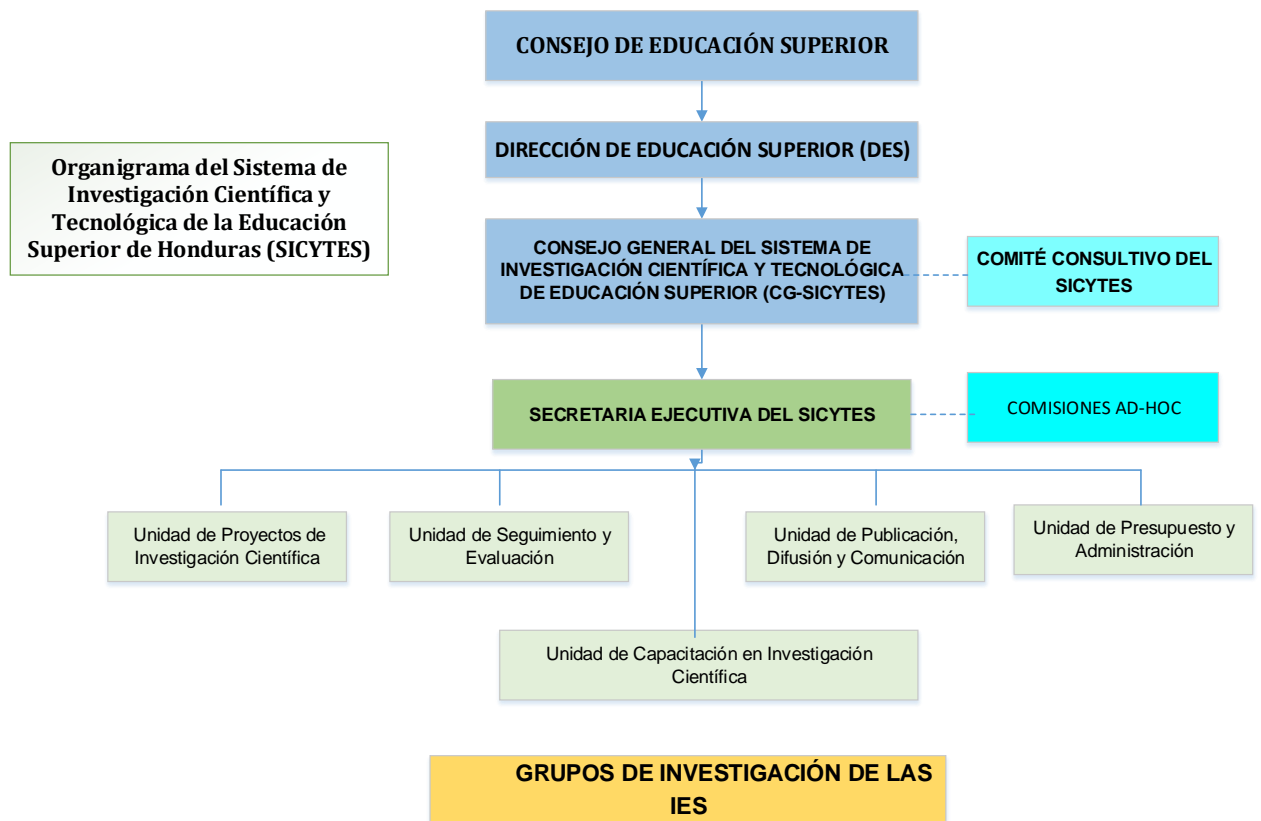 CONSEJO DE EDUCACIÓN SUPERIOR
DIRECCIÓN DE EDUCACIÓN SUPERIOR (DES)
Organigrama del Sistema de
Investigación Científica y
Tecnológica de la Educación
Superior de Honduras (SICYTES)
CONSEJO GENERAL DEL SISTEMA DE
INVESTIGACIÓN CIENTÍFICA Y TECNOLÓGICA
DE EDUCACIÓN SUPERIOR (CG-SICYTES)
COMITÉ CONSULTIVO DEL
SICYTES
SECRETARIA EJECUTIVA DEL SICYTES
COMISIONES AD-HOC
Unidad de Proyectos de
Investigación Científica
Unidad de Seguimiento y
Evaluación
Unidad de Publicación,
Difusión y Comunicación
Unidad de Presupuesto y
Administración
Unidad de Capacitación en Investigación
Científica
GRUPOS DE INVESTIGACIÓN DE LAS
IES